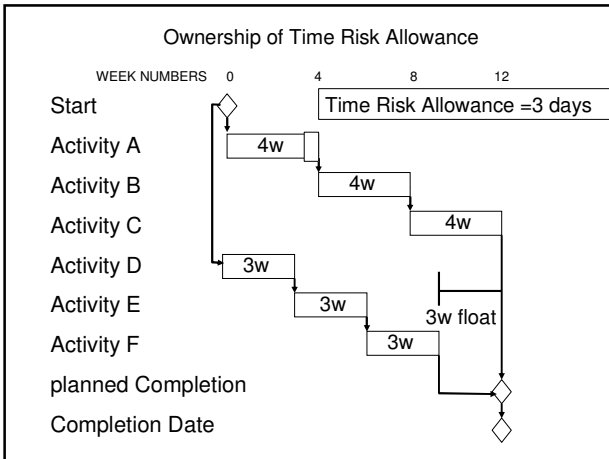 Ownership of Time Risk Allowance
WEEK NUMBERS 0 4 8 12
Start
Time Risk Allowance =3 days
Activity A
4w
Activity B
4w
Activity C
4w
Activity D
3w
Activity E
3w
3w float
Activity F
3w
planned Completion
Completion Date